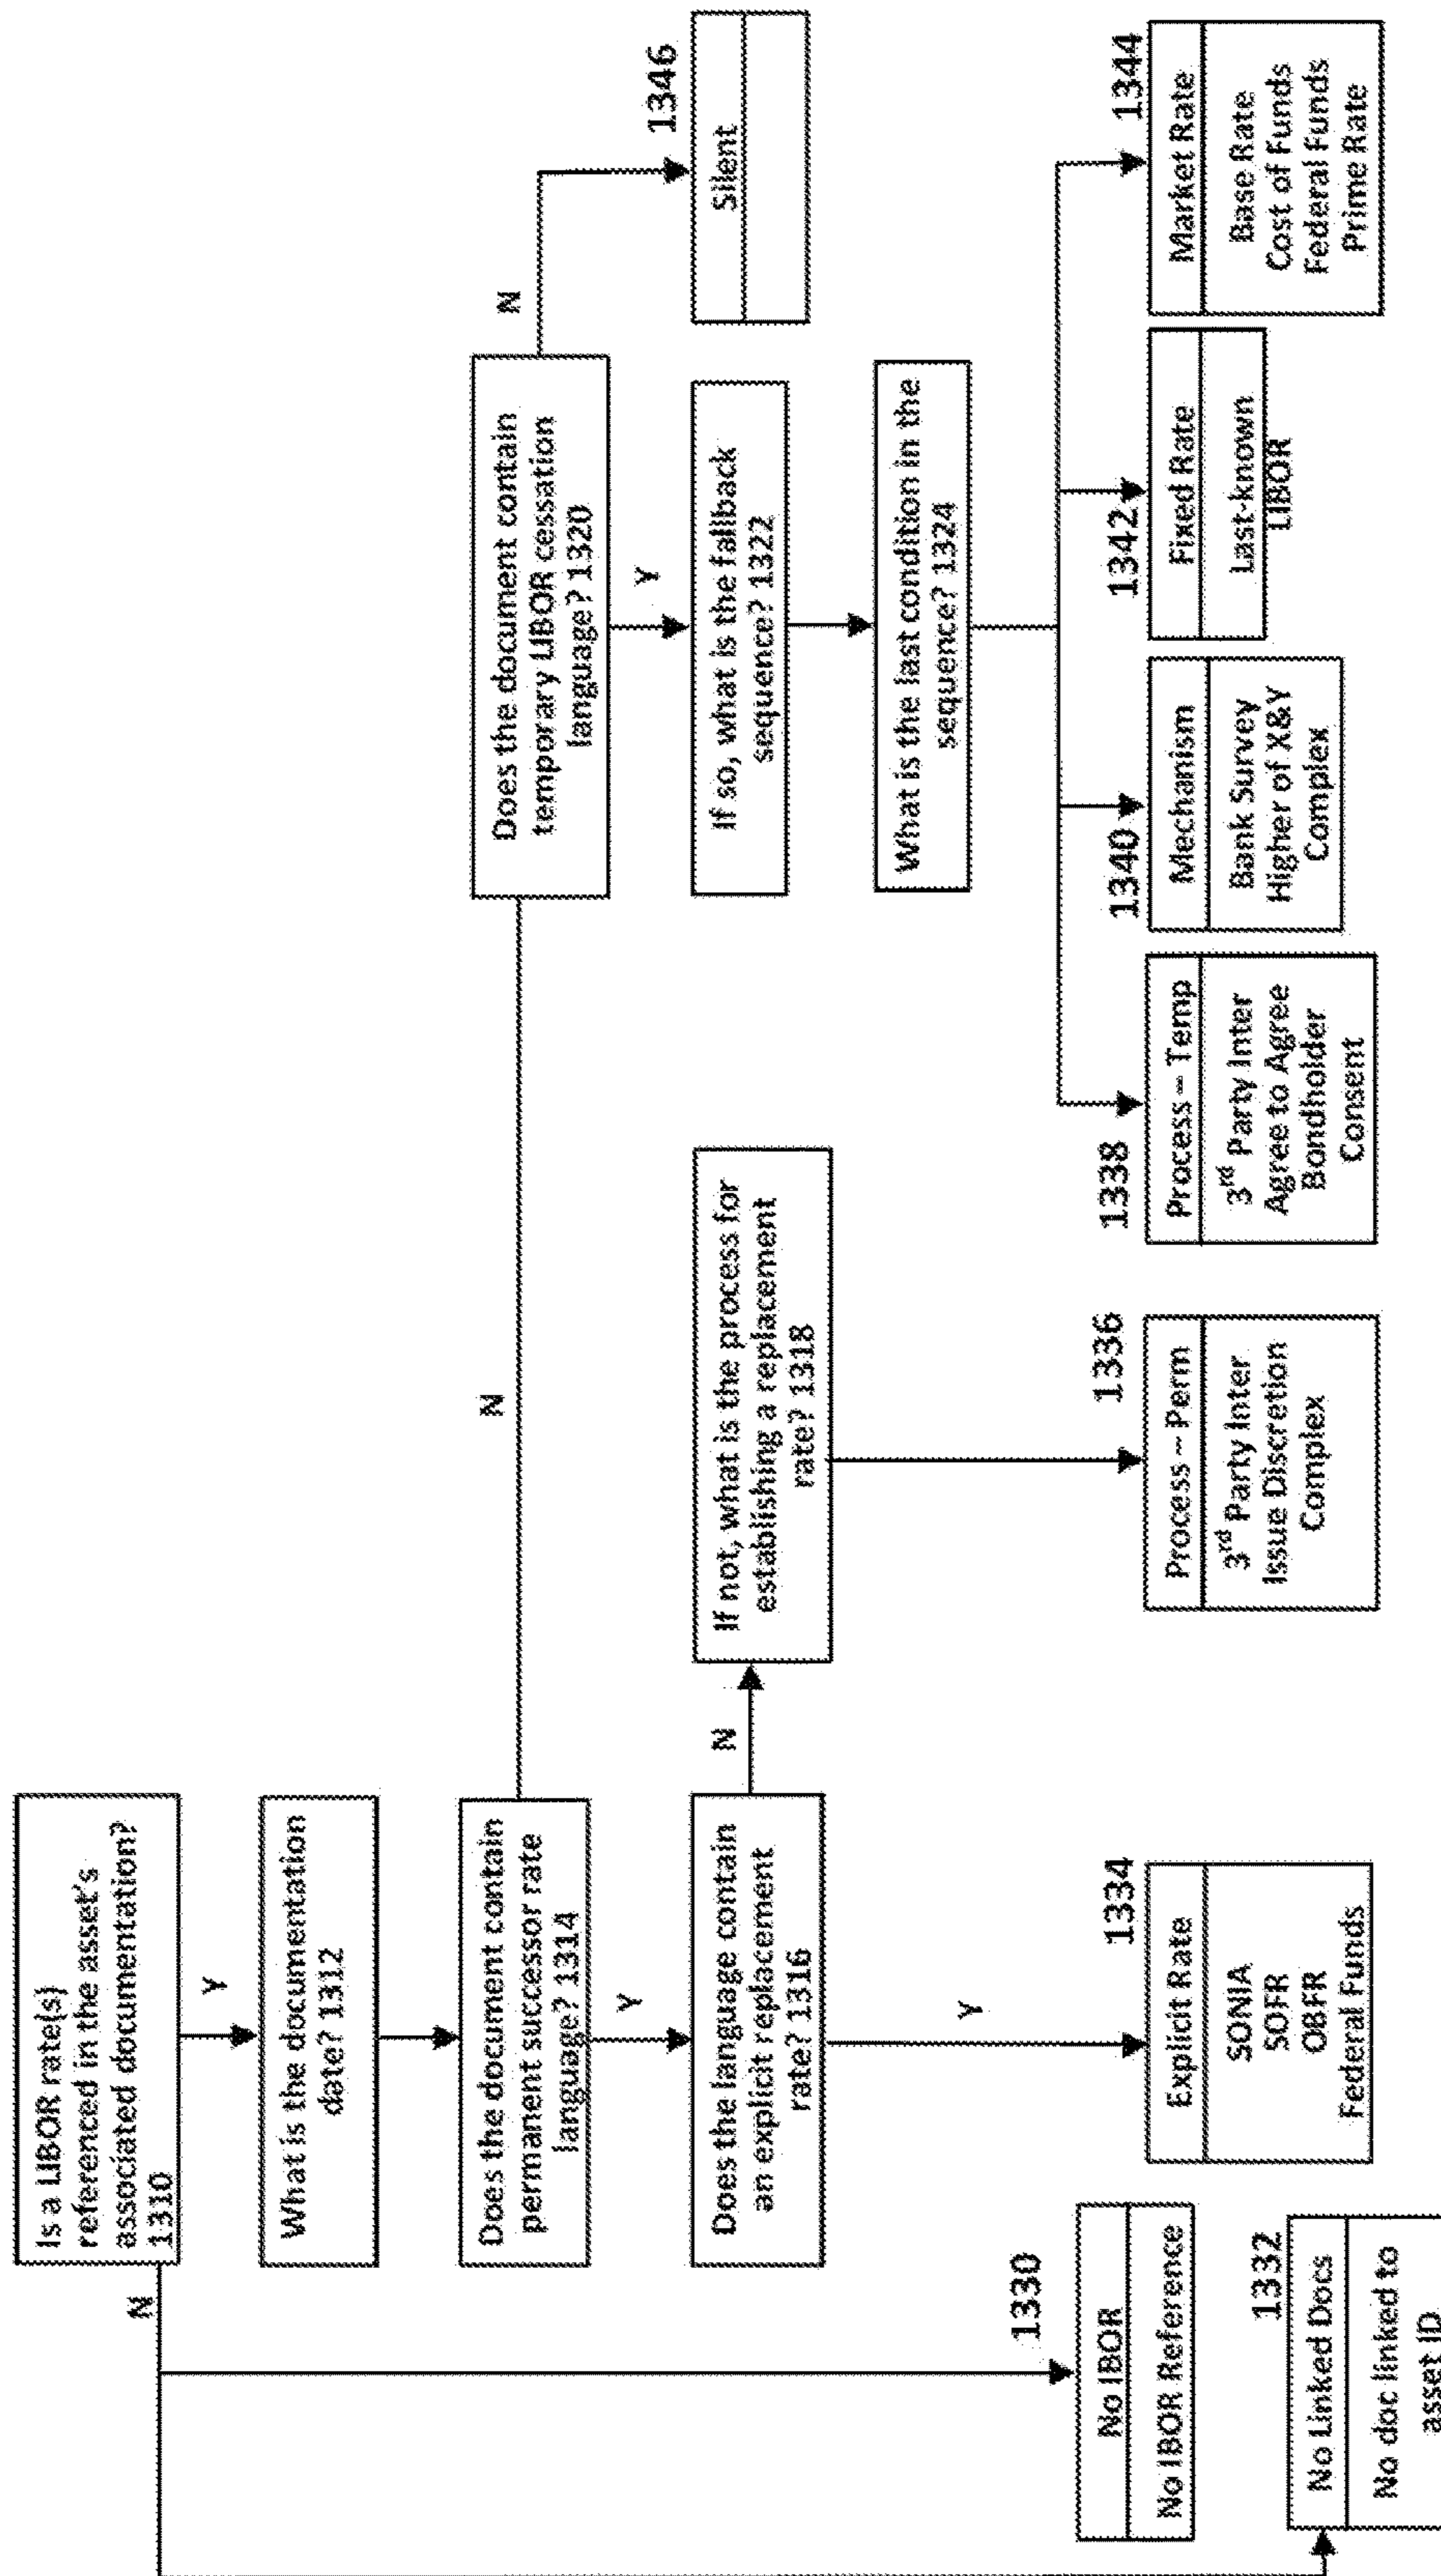 Is a LIBOR rate(s)
referenced in the asset's
associated documentation?
1310
N
Y
What is the documentation
date? 1312
Does the document contain
permanent successor rate
language? 1314
N
Y
Does the language contain
an explicit replacement
rate? 1316
N
Y
If not, what is the process for
establishing a replacement
rate? 1318
Does the document contain
temporary LIBOR cessation
language? 1320
N
Y
If so, what is the fallback
sequence? 1322
What is the last condition in the
sequence? 1324
1330
No IBOR
No IBOR Reference
1332
No Linked Docs
No doc linked to
asset ID
1334
Explicit Rate
SONIA
SOFR
OBFR
Federal Funds
1336
Process – Perm
3rd Party Inter
Issue Discretion
Complex
1338
Process – Temp
3rd Party Inter
Agree to Agree
Bondholder
Consent
1340
Mechanism
Bank Survey
Higher of X&Y
Complex
1342
Fixed Rate
Last-known
LIBOR
1344
Market Rate
Base Rate
Cost of Funds
Federal Funds
Prime Rate
1346
Silent